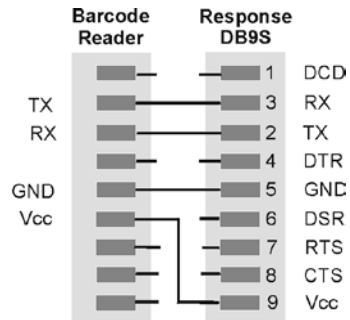 Barcode Response
Reader DB9S
1 DCD
TX 3 RX
RX 2 TX
4 DTR
GND 5 GND
Vcc 6 DSR
7 RTS
8 CTS
9 Vcc